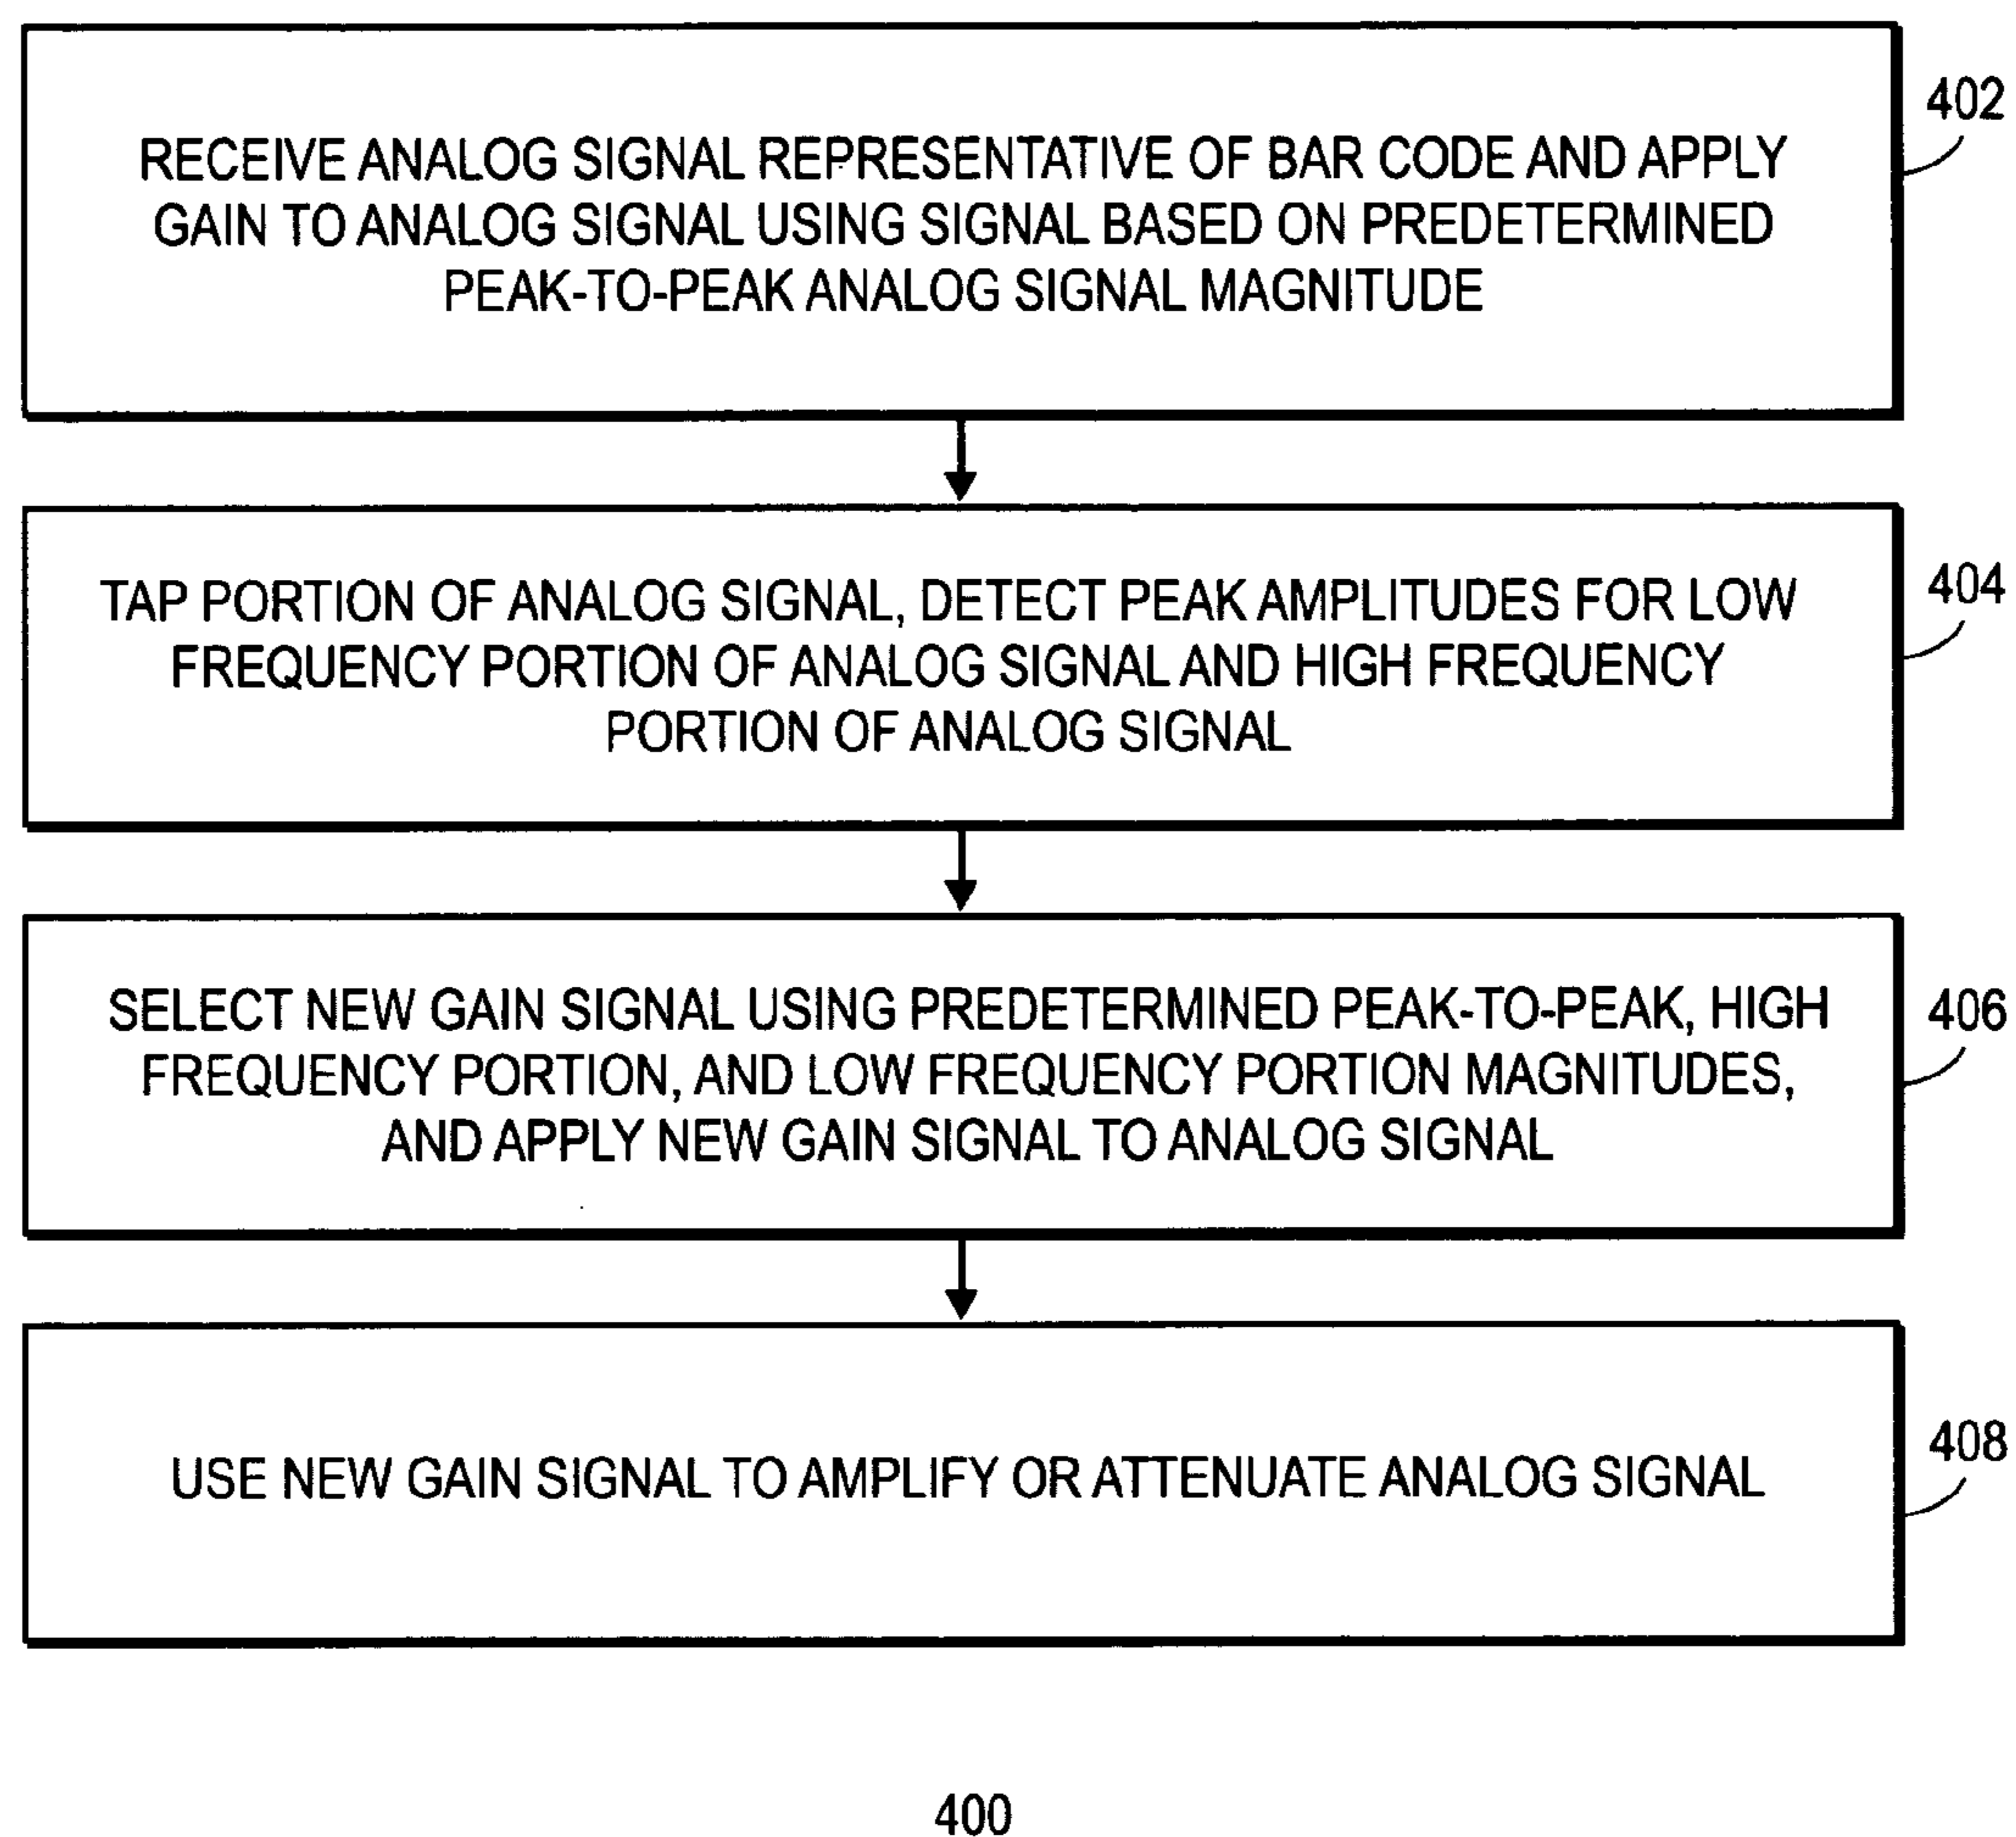 RECEIVE ANALOG SIGNAL REPRESENTATIVE OF BAR CODE AND APPLY
GAIN TO ANALOG SIGNAL USING SIGNAL BASED ON PREDETERMINED
PEAK-TO-PEAK ANALOG SIGNAL MAGNITUDE
402
TAP PORTION OF ANALOG SIGNAL, DETECT PEAK AMPLITUDES FOR LOW
FREQUENCY PORTION OF ANALOG SIGNAL AND HIGH FREQUENCY
PORTION OF ANALOG SIGNAL
404
SELECT NEW GAIN SIGNAL USING PREDETERMINED PEAK-TO-PEAK, HIGH
FREQUENCY PORTION, AND LOW FREQUENCY PORTION MAGNITUDES,
AND APPLY NEW GAIN SIGNAL TO ANALOG SIGNAL
406
USE NEW GAIN SIGNAL TO AMPLIFY OR ATTENUATE ANALOG SIGNAL
408
400